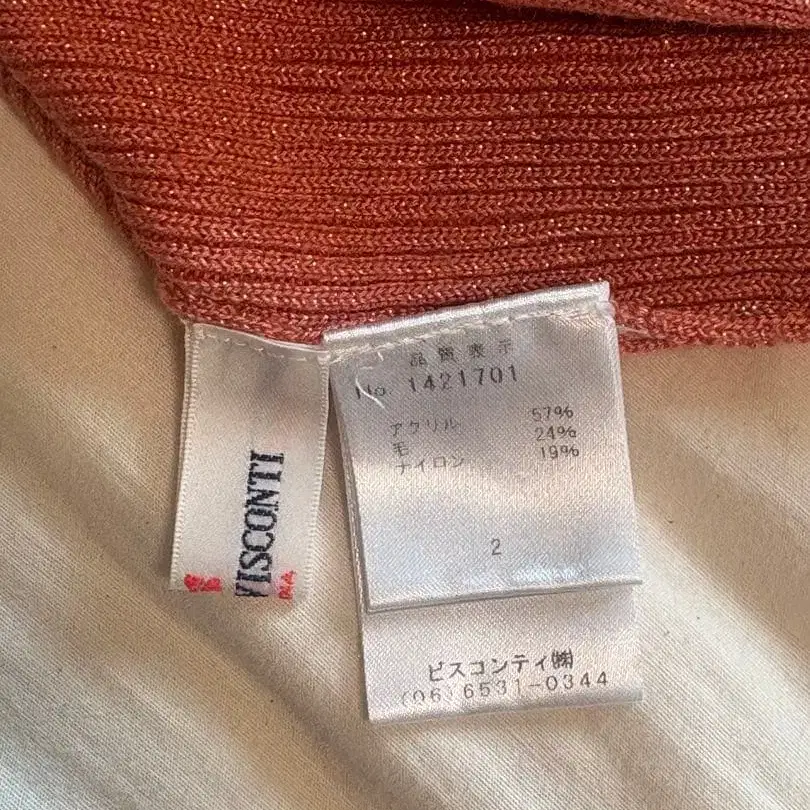 VISCONTI
品質表示
No. 1421701
アクリル 57%
毛 24%
ナイロン 19%
2
ビスコンティ㈱
(06)6531-0344